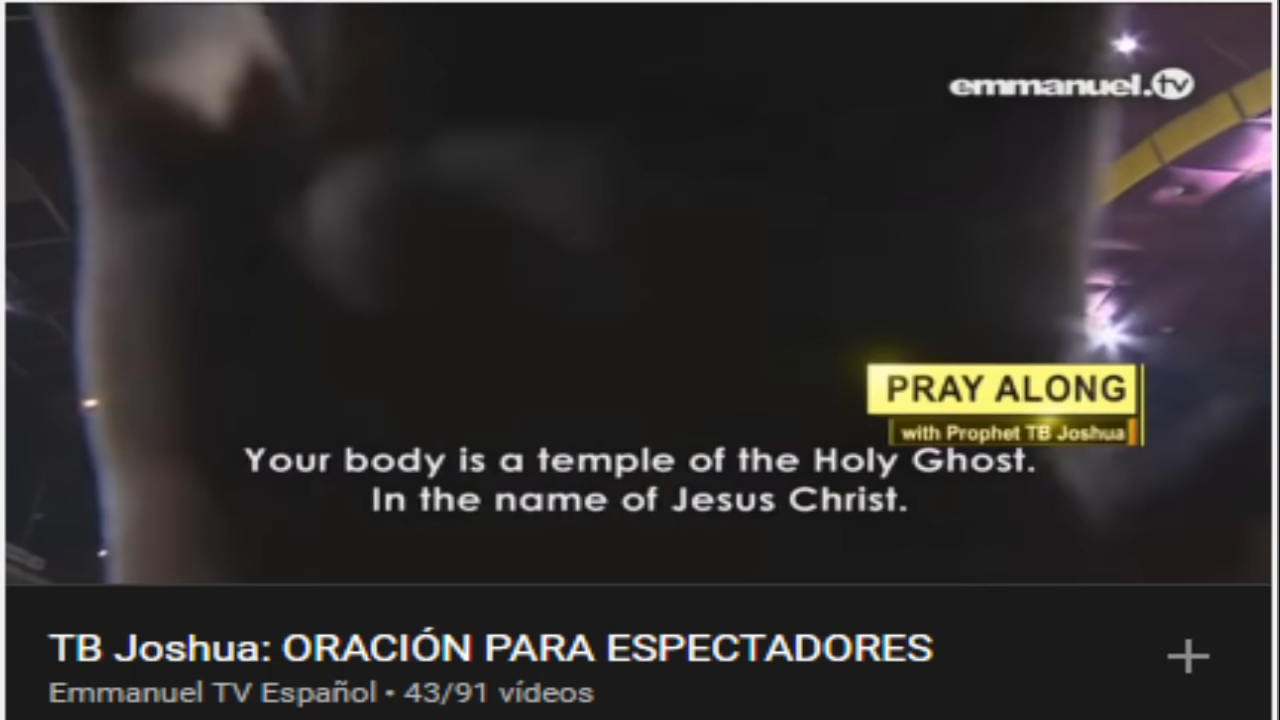 emmanuel.tv
PRAY ALONG
with Prophet TB Joshua
Your body is a temple of the Holy Ghost.
In the name of Jesus Christ.
TB Joshua: ORACIÓN PARA ESPECTADORES
Emmanuel TV Español • 43/91 vídeos